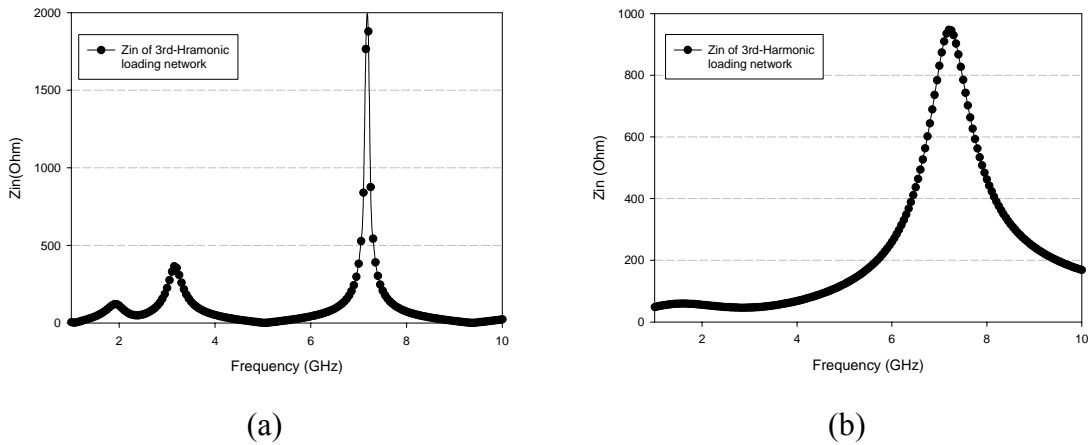 2000
1500
1000
500
0
Zin(Ohm)
Zin of 3rd-Hramonic
loading network
2 4 6 8 10
Frequency (GHz)
(a)
1000
800
600
400
200
0
Zin (Ohm)
Zin of 3rd-Harmonic
loading network
2 4 6 8 10
Frequency (GHz)
(b)